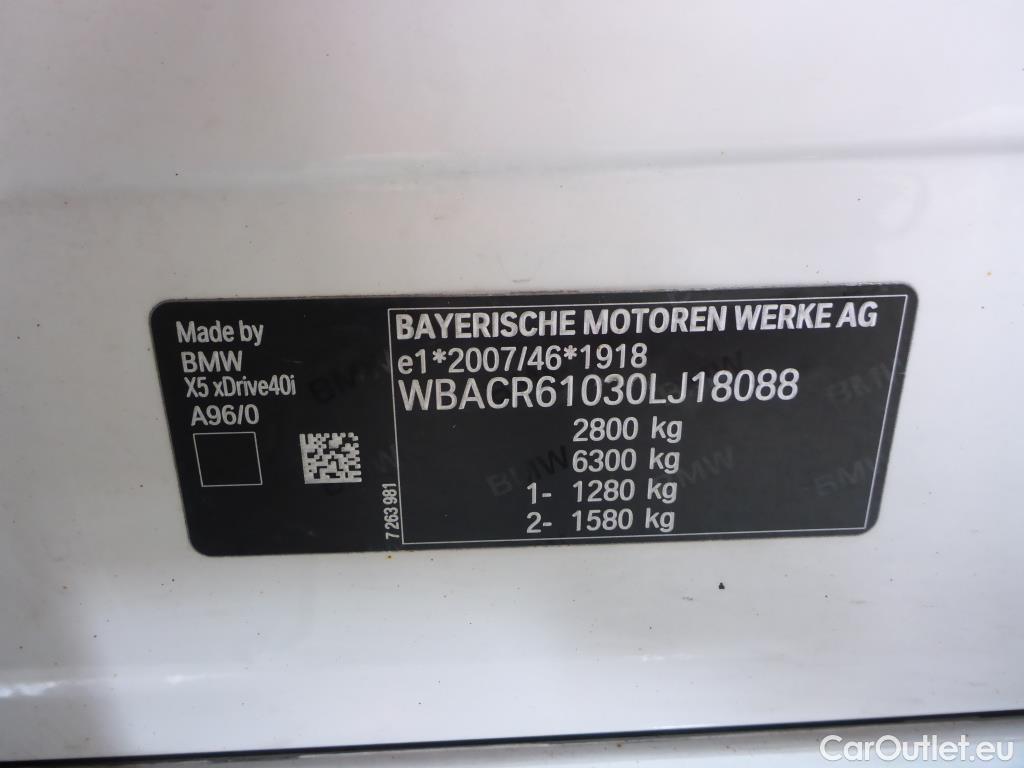 Made by
BMW
X5 xDrive40i
A96/0
7 263 981
BAYERISCHE MOTOREN WERKE AG
e1*2007/46*1918
WBACR61030LJ18088
2800 kg
6300 kg
1- 1280 kg
2- 1580 kg
CarOutlet.eu